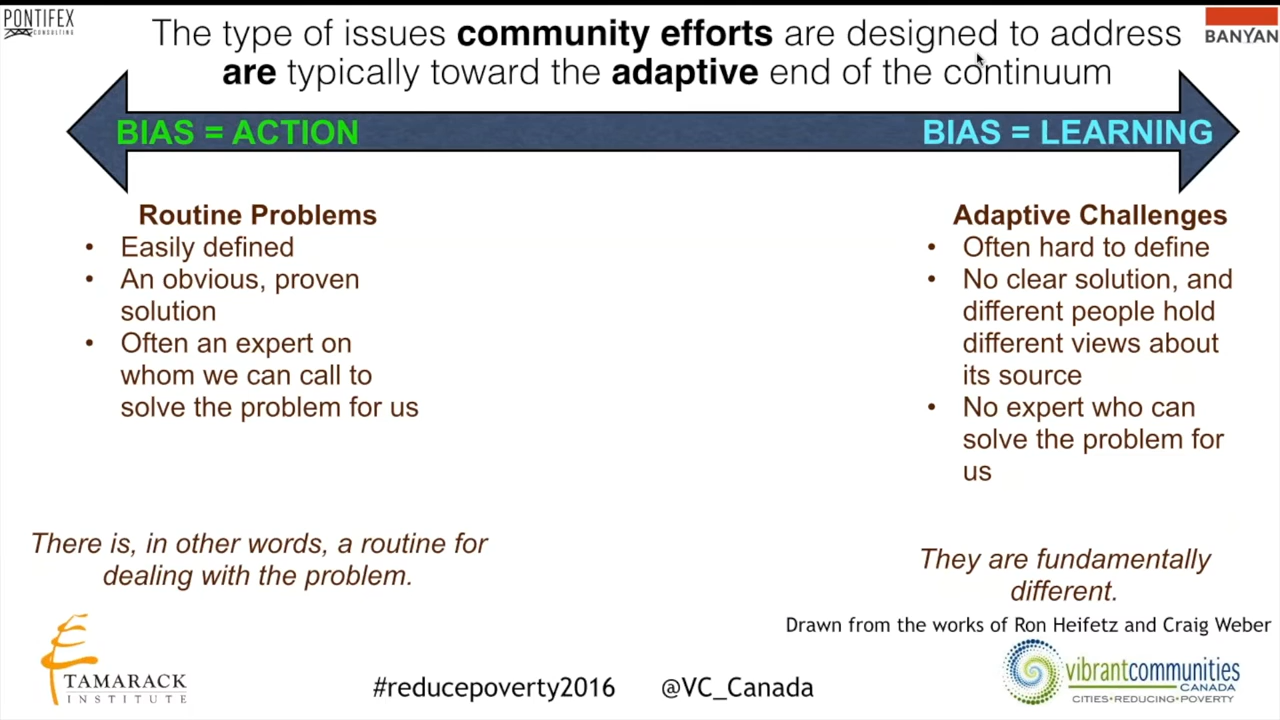 PONTIFEX
CONSULTING
BANYAN
The type of issues community efforts are designed to address
are typically toward the adaptive end of the continuum
BIAS = ACTION
BIAS = LEARNING
Routine Problems
• Easily defined
• An obvious, proven
solution
• Often an expert on
whom we can call to
solve the problem for us
There is, in other words, a routine for
dealing with the problem.
Adaptive Challenges
• Often hard to define
• No clear solution, and
different people hold
different views about
its source
• No expert who can
solve the problem for
us
They are fundamentally
different.
Drawn from the works of Ron Heifetz and Craig Weber
TAMARACK
INSTITUTE
#reducepoverty2016 @VC_Canada
vibrantcommunities
CANADA
CITIES•REDUCING•POVERTY